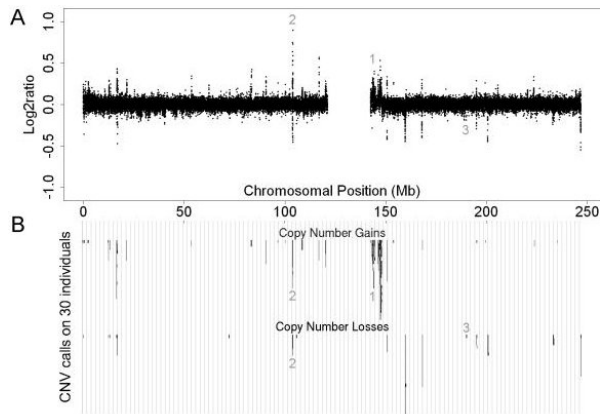 A
1.0
0.5
0.0
-0.5
-1.0
Log2ratio
2
1
3
Chromosomal Position (Mb)
0 50 100 150 200 250
B
CNV calls on 30 individuals
Copy Number Gains
2 1
Copy Number Losses
3
2